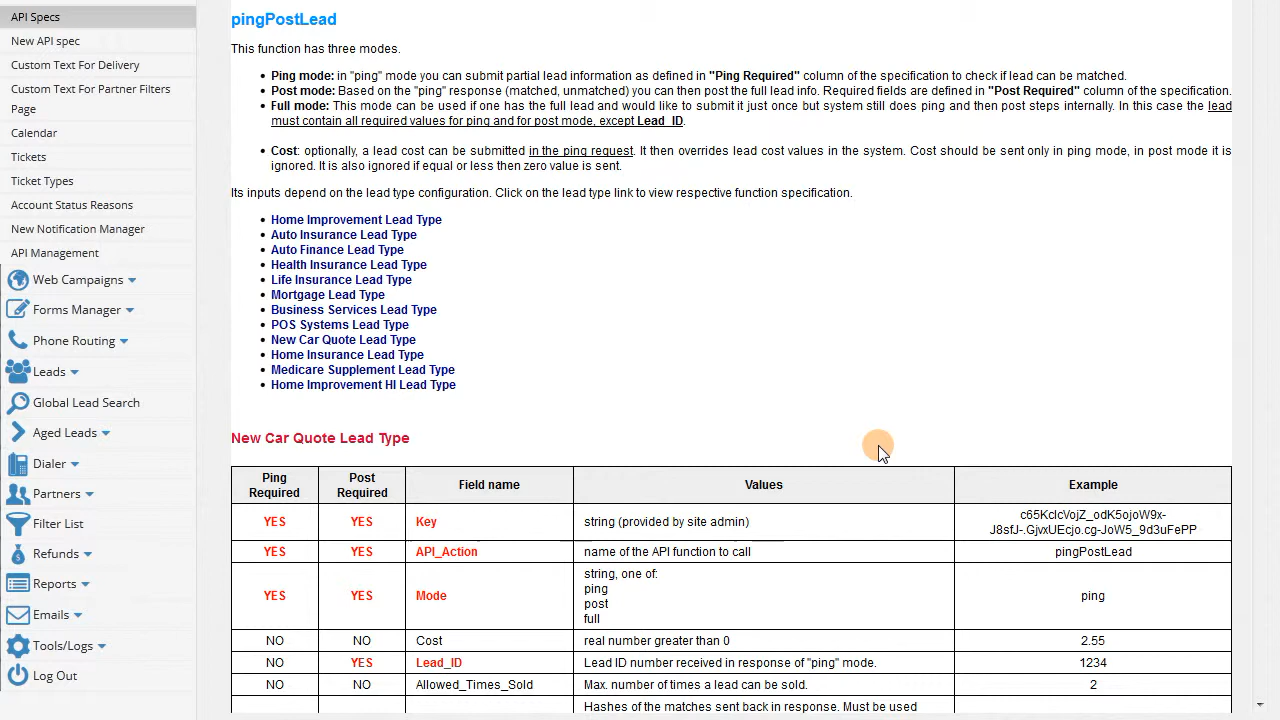 API Specs
New API spec
Custom Text For Delivery
Custom Text For Partner Filters
Page
Calendar
Tickets
Ticket Types
Account Status Reasons
New Notification Manager
API Management
Web Campaigns
Forms Manager
Phone Routing
Leads
Global Lead Search
Aged Leads
Dialer
Partners
Filter List
Refunds
Reports
Emails
Tools/Logs
Log Out
pingPostLead
This function has three modes.
Ping mode: in "ping" mode you can submit partial lead information as defined in "Ping Required" column of the specification to check if lead can be matched.
Post mode: Based on the "ping" response (matched, unmatched) you can then post the full lead info. Required fields are defined in "Post Required" column of the specification.
Full mode: This mode can be used if one has the full lead and would like to submit it just once but system still does ping and then post steps internally. In this case the lead
must contain all required values for ping and for post mode, except Lead_ID.
Cost: optionally, a lead cost can be submitted in the ping request. It then overrides lead cost values in the system. Cost should be sent only in ping mode, in post mode it is
ignored. It is also ignored if equal or less then zero value is sent.
Its inputs depend on the lead type configuration. Click on the lead type link to view respective function specification.
Home Improvement Lead Type
Auto Insurance Lead Type
Auto Finance Lead Type
Health Insurance Lead Type
Life Insurance Lead Type
Mortgage Lead Type
Business Services Lead Type
POS Systems Lead Type
New Car Quote Lead Type
Home Insurance Lead Type
Medicare Supplement Lead Type
Home Improvement HI Lead Type
New Car Quote Lead Type
Ping Required Post Required Field name Values Example
YES YES Key string (provided by site admin) c65KclcVojZ_odK5ojoW9x-
J8sfJ-.GjvxUEcjo.cg-JoW5_9d3uFePP
YES YES API_Action name of the API function to call pingPostLead
YES YES Mode string, one of:
ping
post
full
ping
NO NO Cost real number greater than 0 2.55
NO YES Lead_ID Lead ID number received in response of "ping" mode. 1234
NO NO Allowed_Times_Sold Max. number of times a lead can be sold. 2
Hashes of the matches sent back in response. Must be used